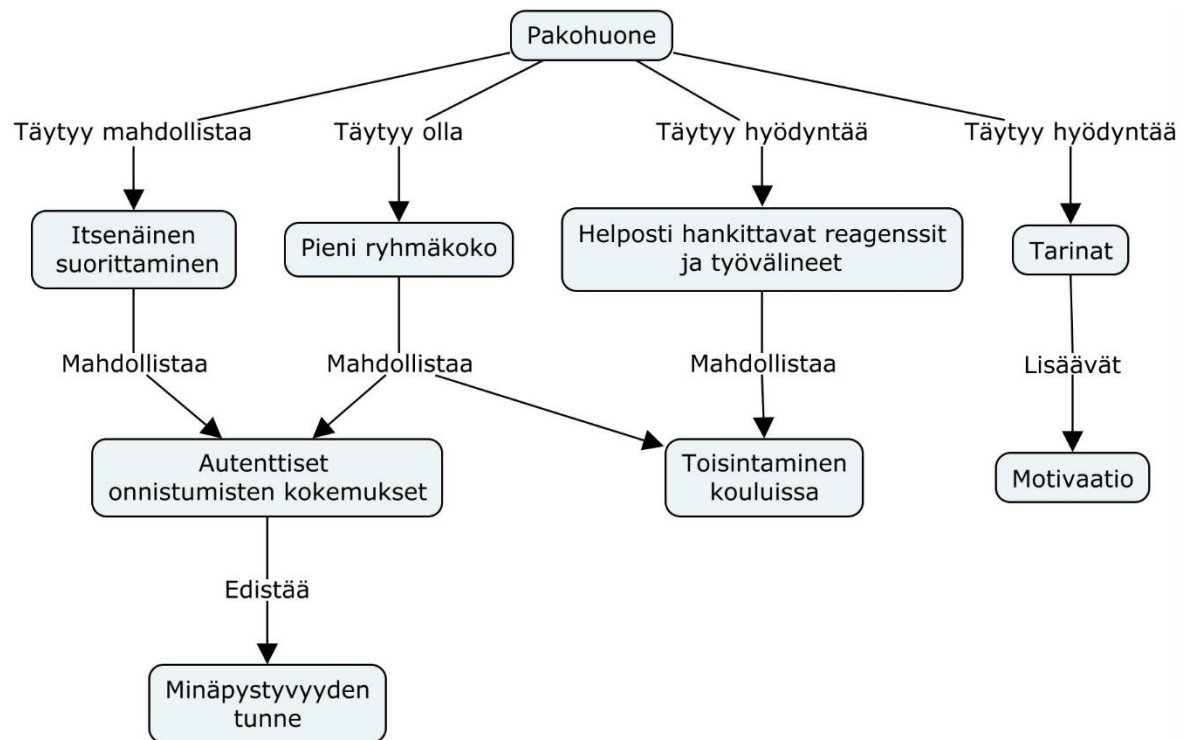 Pakohuone
Täytyy mahdollistaa
Täytyy olla
Täytyy hyödyntää
Täytyy hyödyntää
Itsenäinen
suorittaminen
Pieni ryhmäkoko
Helposti hankittavat reagenssit
ja työvälineet
Tarinat
Mahdollistaa
Mahdollistaa
Mahdollistaa
Lisäävät
Autenttiset
onnistumisten kokemukset
Toisintaminen
kouluissa
Motivaatio
Edistää
Minäpystyvyyden
tunne